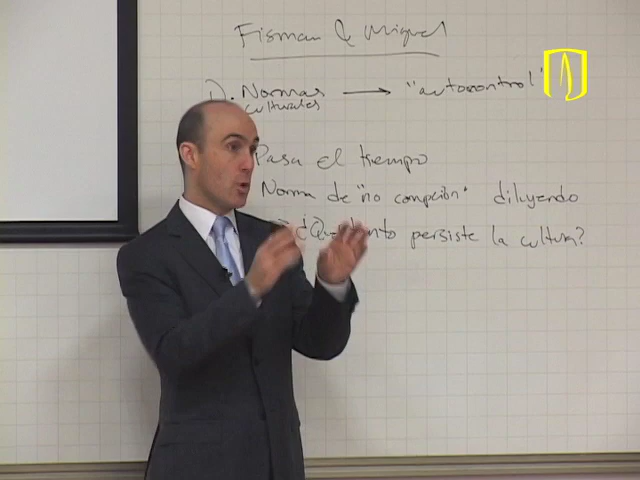 Fisman & Miguel
D. Normas → "autocontrol"
culturales
Pasa el tiempo
Norma de "no corrupción" diluyendo
persiste la cultura?